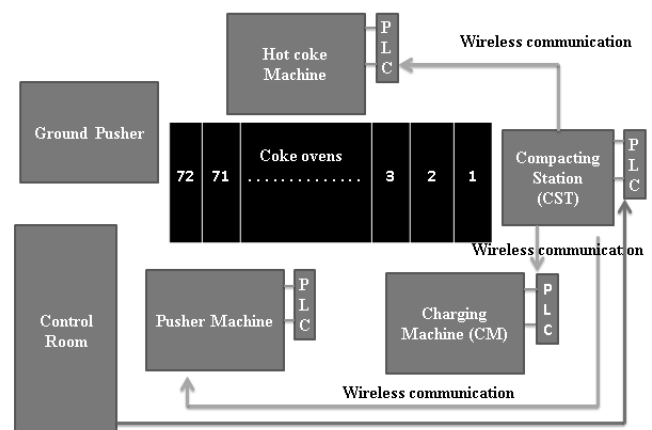 Hot coke
Machine
P
L
C
Wireless communication
Ground Pusher
Coke ovens
72 71 .............. 3 2 1
Compacting
Station
(CST)
P
L
C
Wireless communication
Control
Room
Pusher Machine
P
L
C
Charging
Machine (CM)
P
L
C
Wireless communication